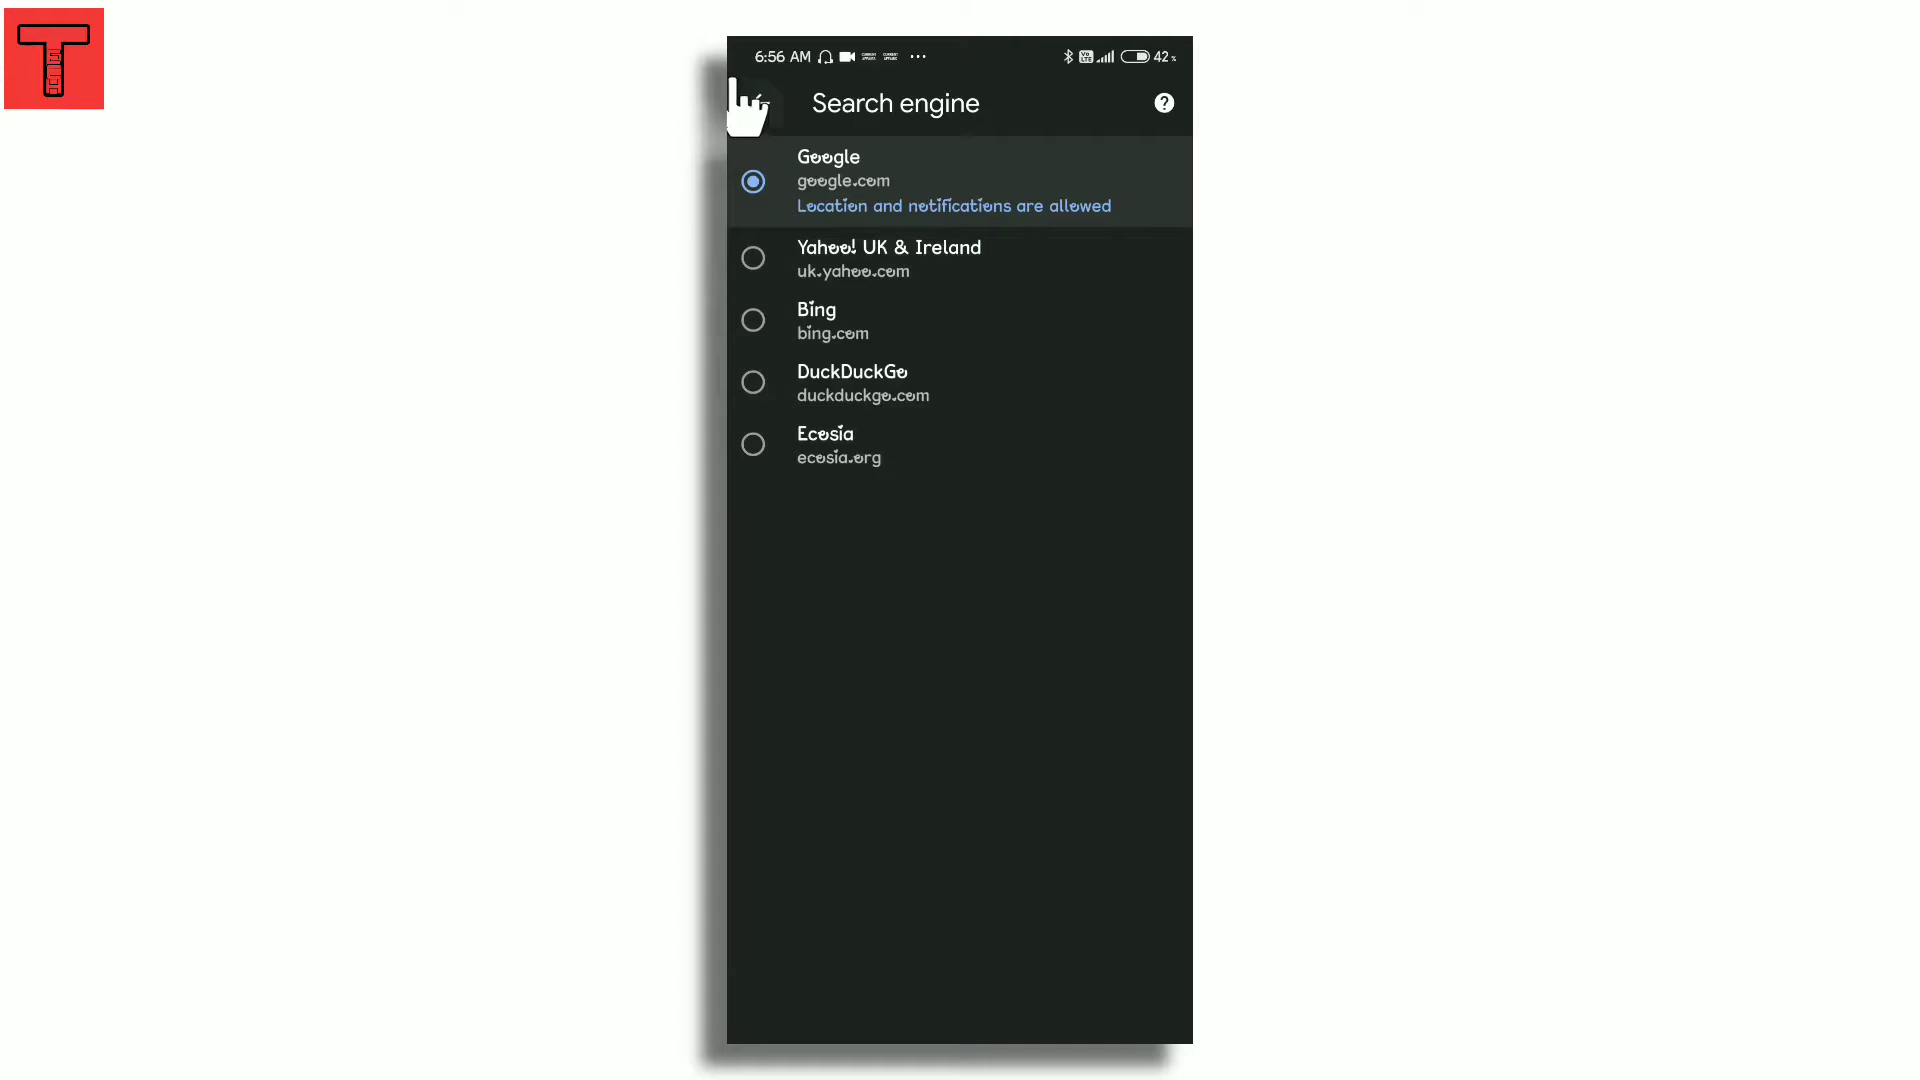 T
6:56 AM 42%
Search engine
Google
google.com
Location and notifications are allowed
Yahoo! UK & Ireland
uk.yahoo.com
Bing
bing.com
DuckDuckGo
duckduckgo.com
Ecosia
ecosia.org